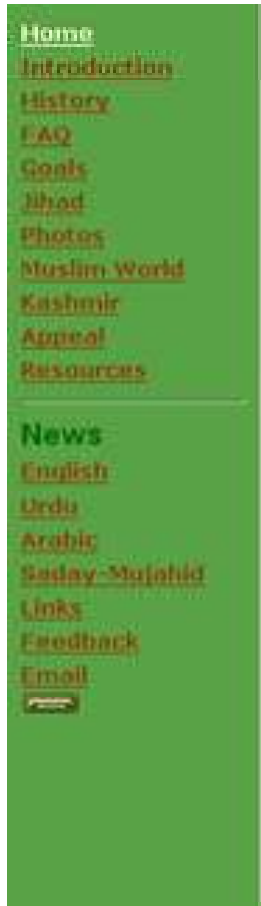 Home
Introduction
History
FAQ
Goals
Jihad
Photos
Muslim World
Kashmir
Appeal
Resources
News
English
Urdu
Arabic
Saday-Mujahid
Links
Feedback
Email